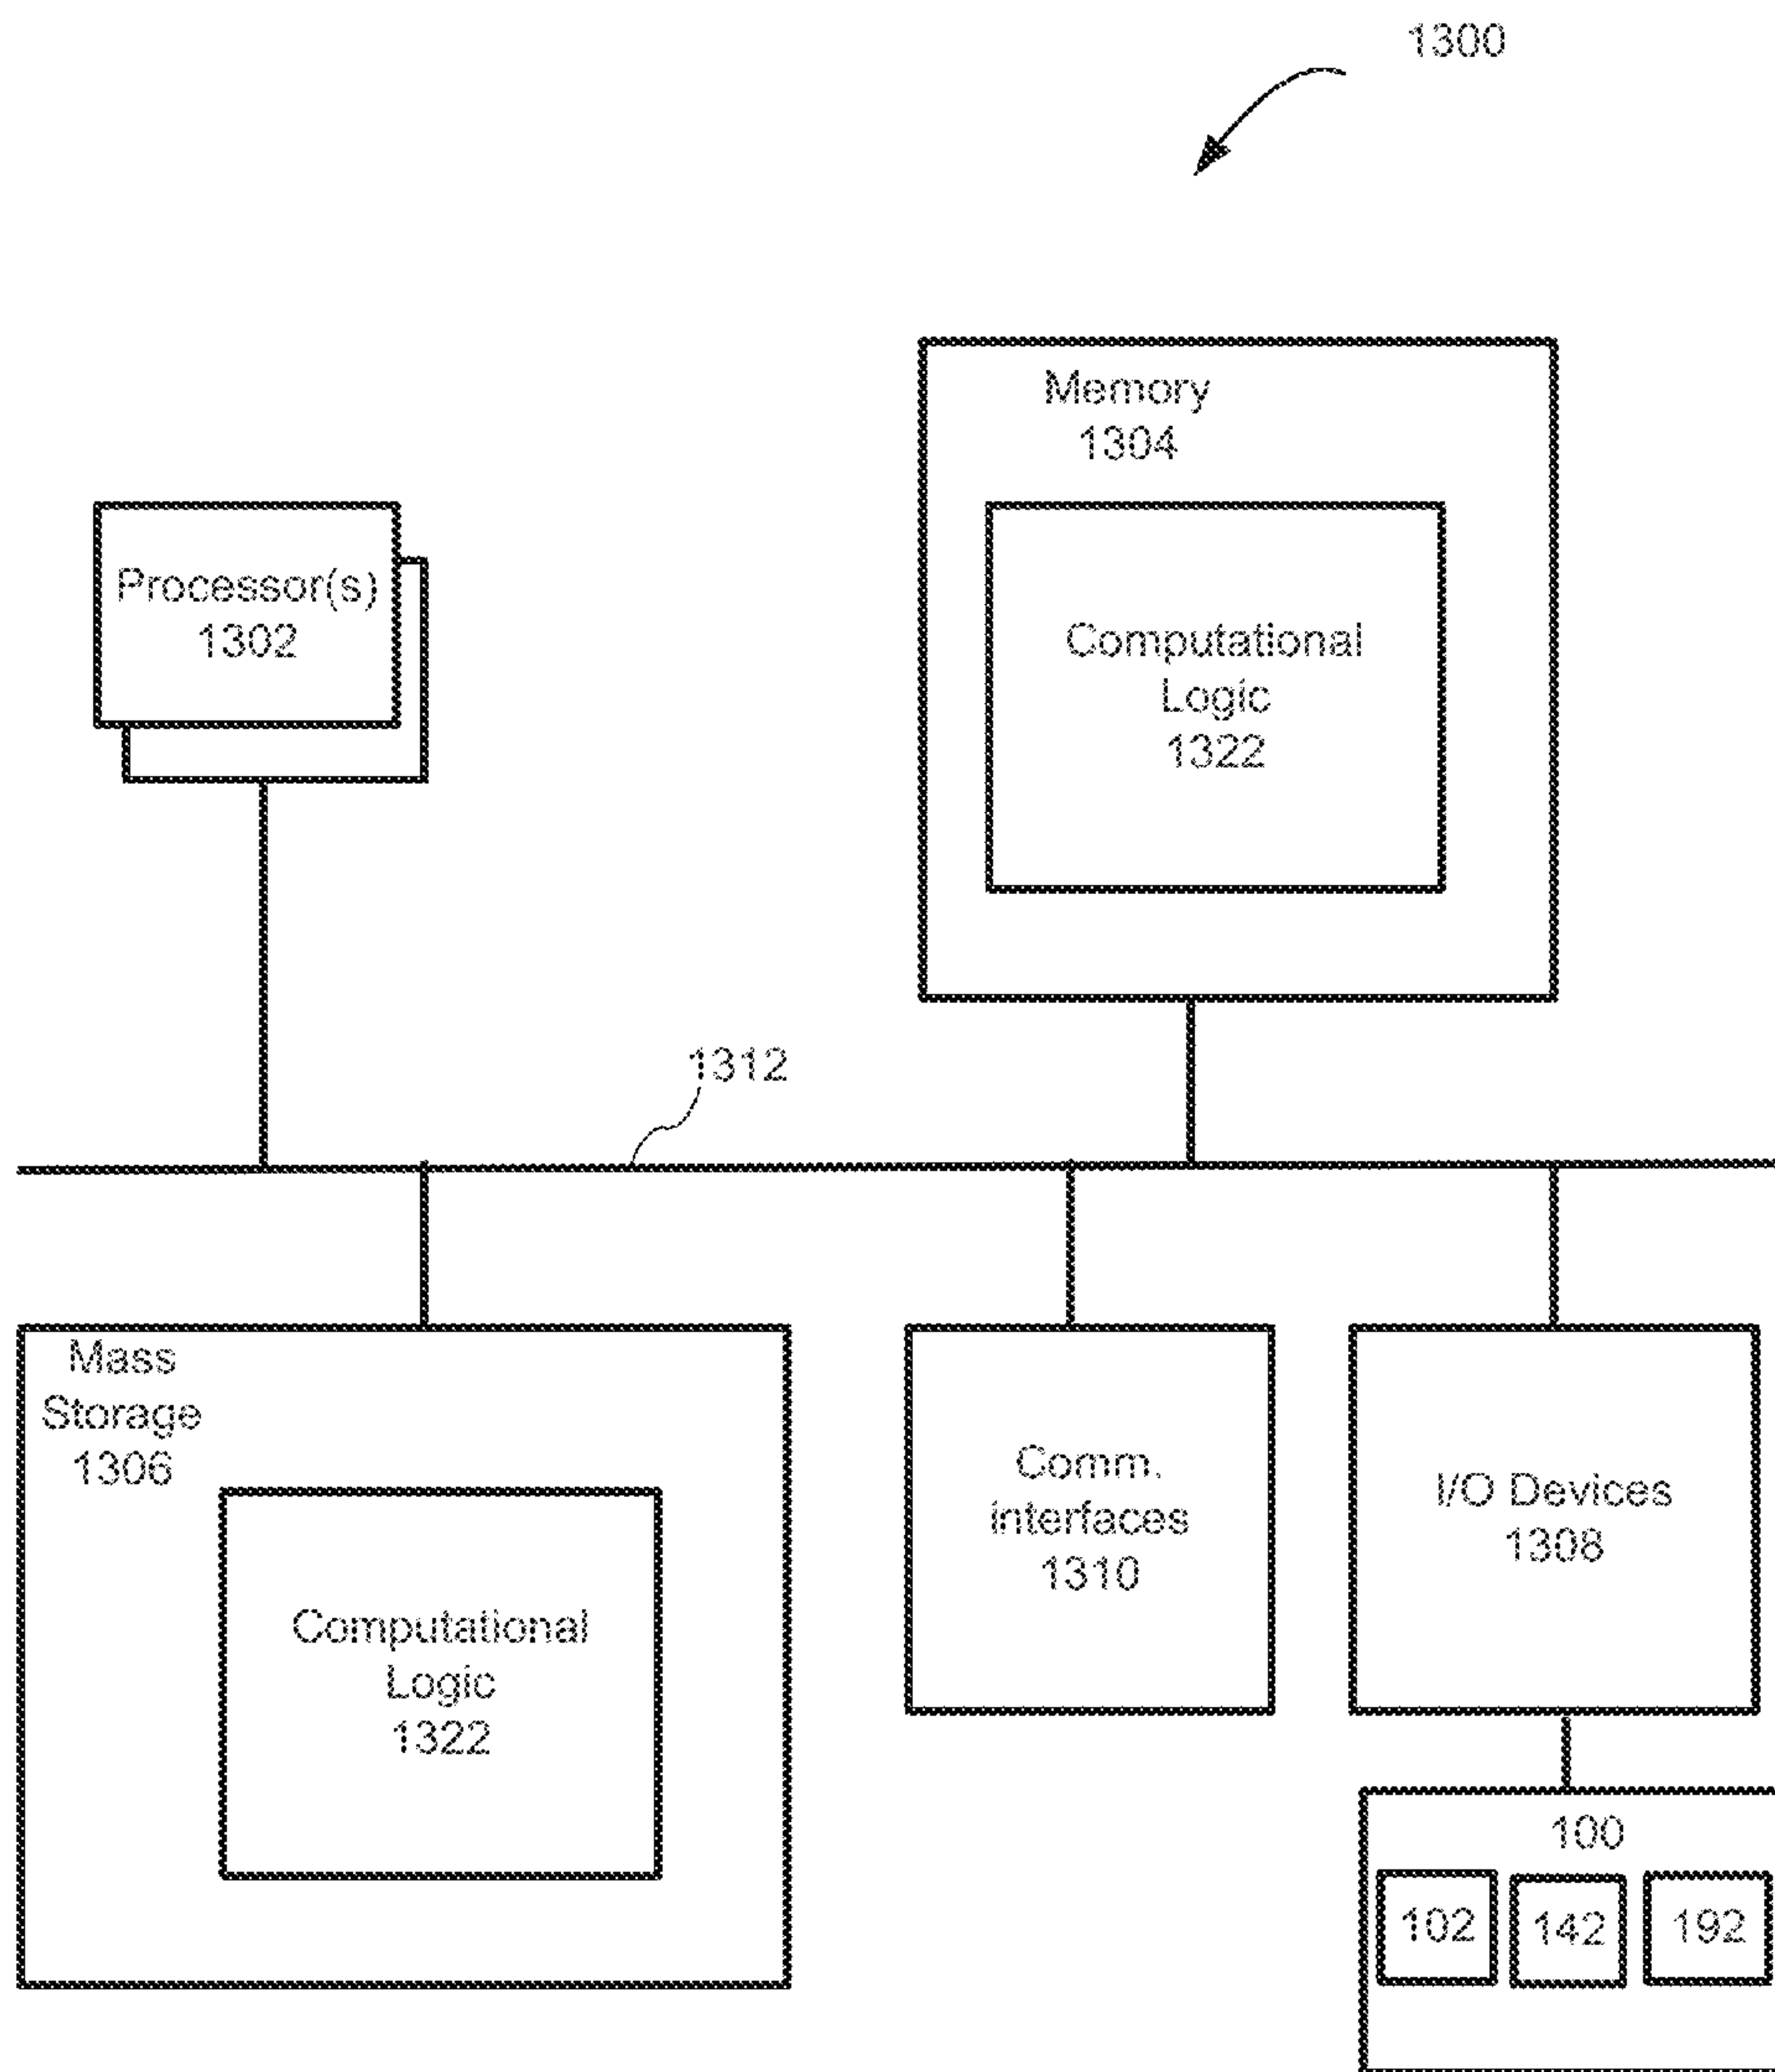 1300
Memory
1304
Computational
Logic
1322
Processor(s)
1302
1312
Mass
Storage
1306
Computational
Logic
1322
Comm.
interfaces
1310
I/O Devices
1308
100
102 142 192